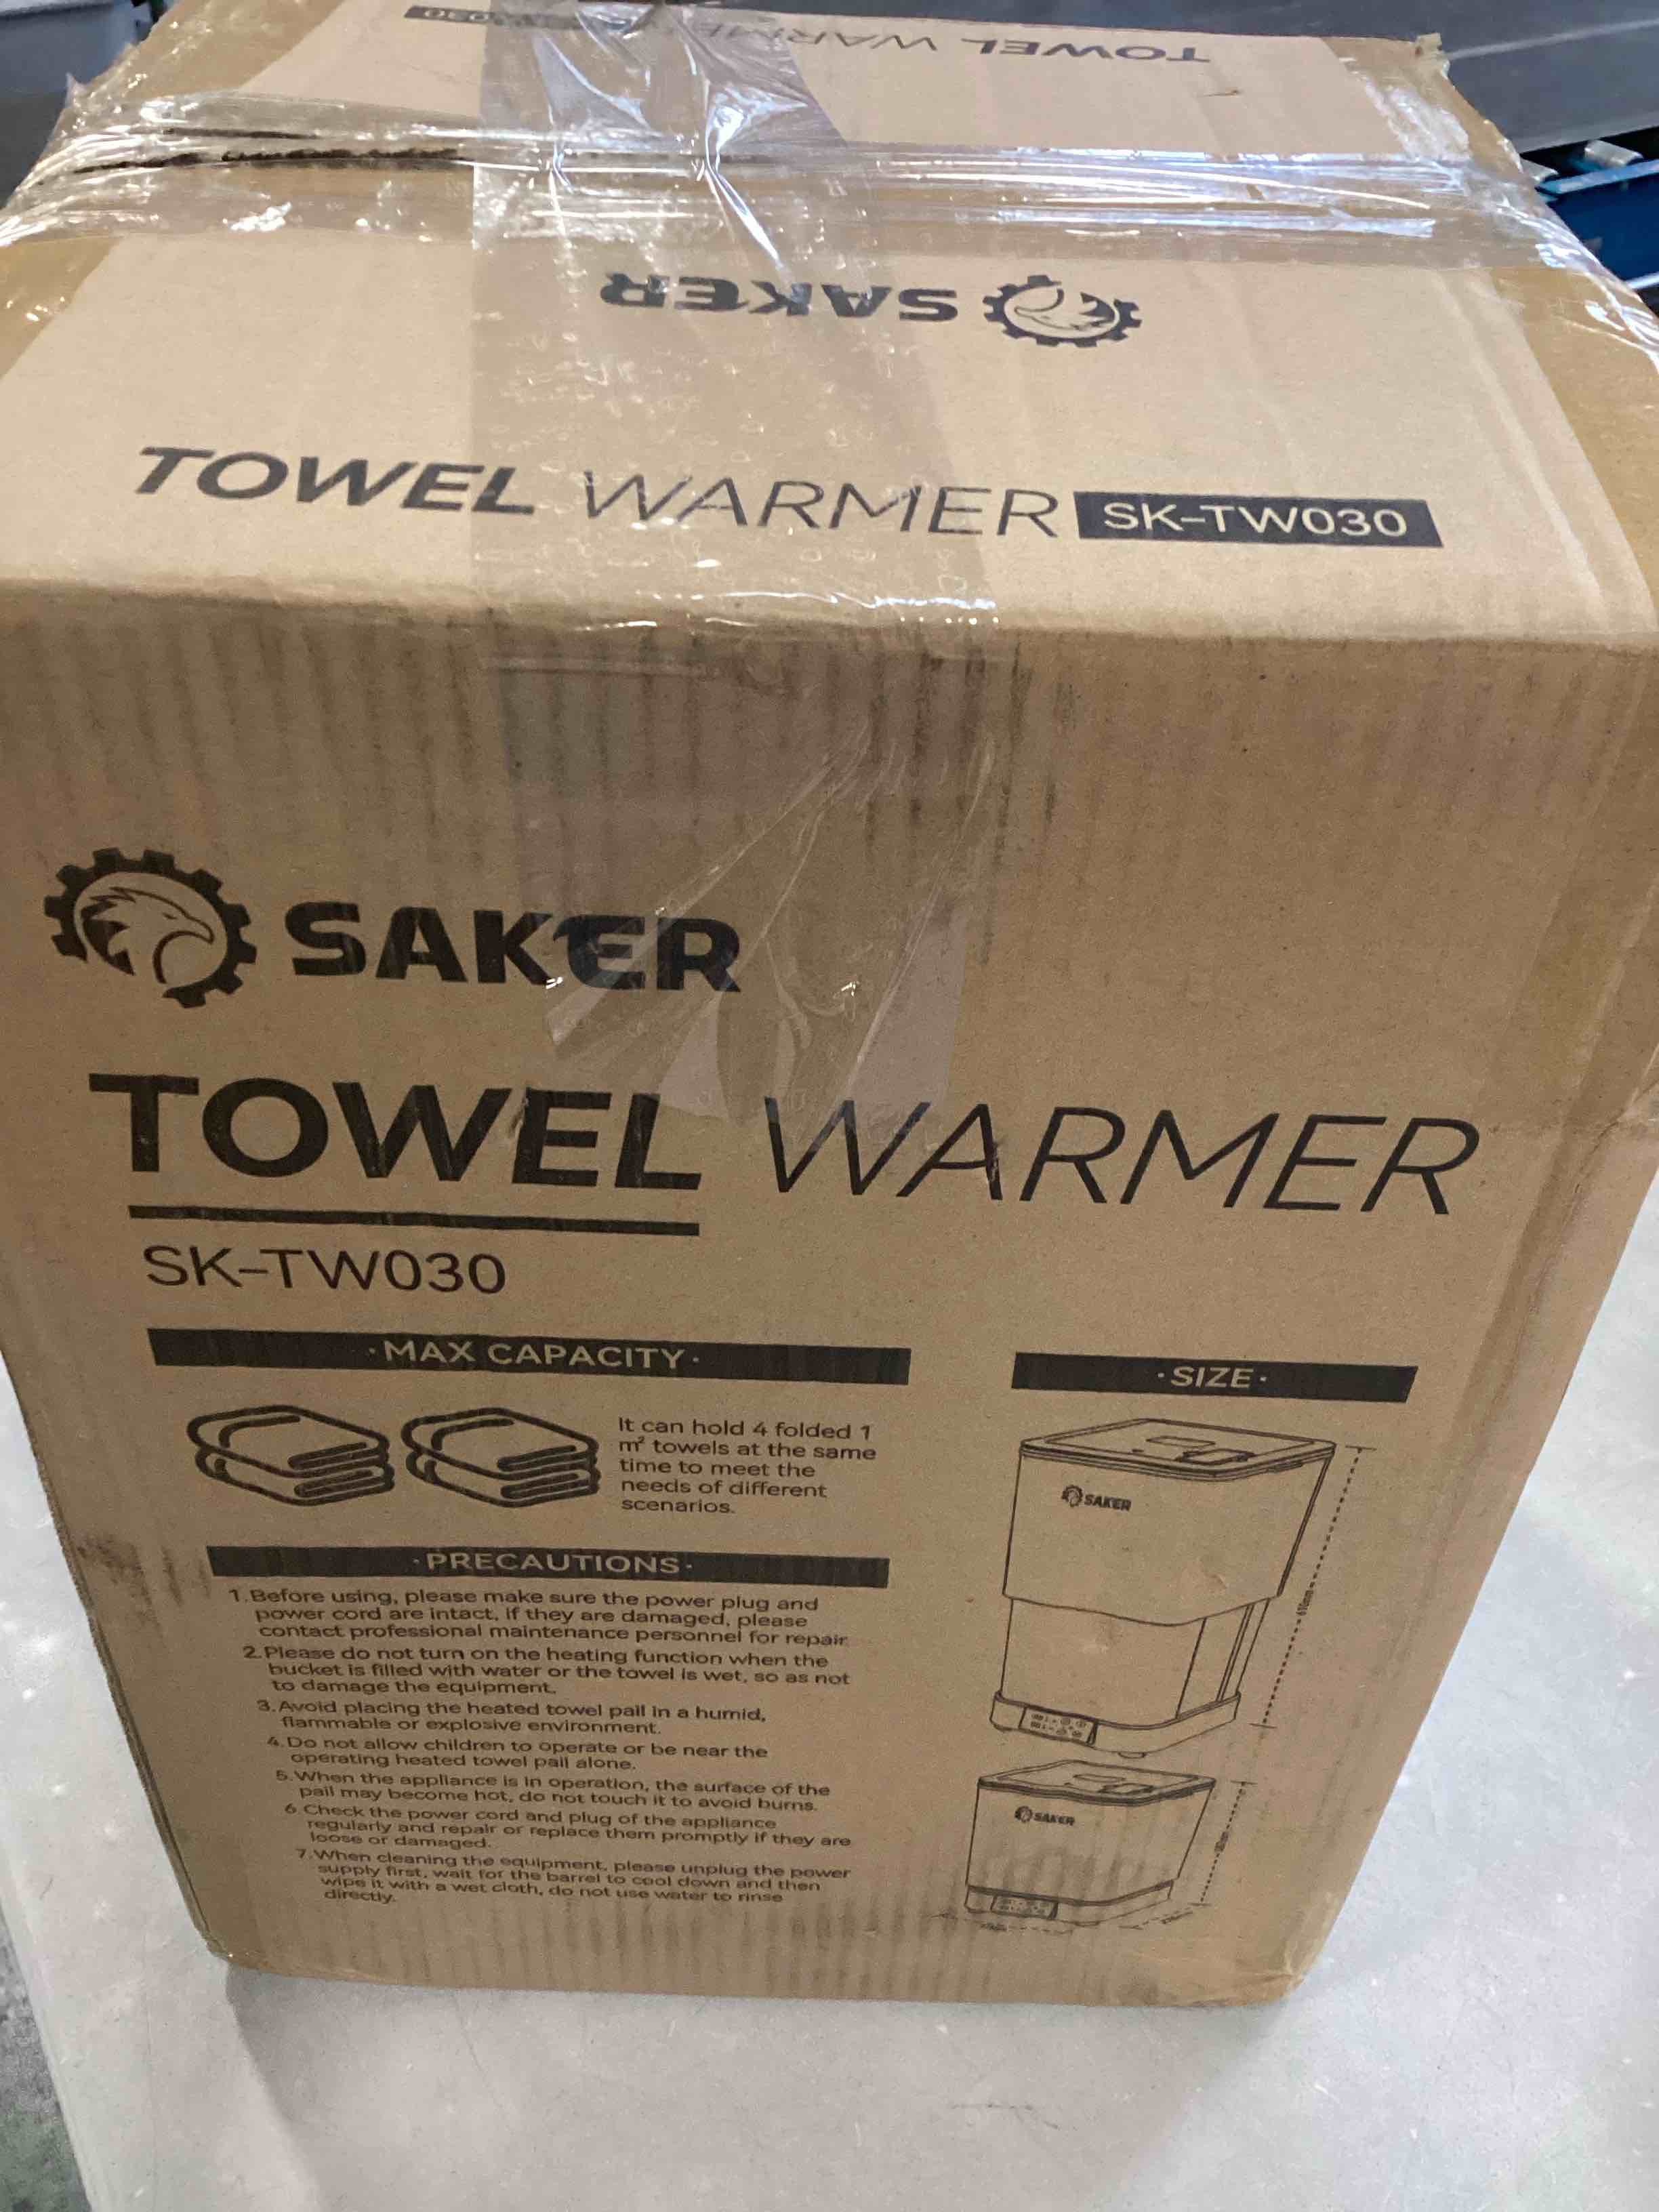 TOWEL WARMER
SAKER
TOWEL WARMER SK-TW030
SAKER
TOWEL WARMER
SK-TW030
·MAX CAPACITY·
It can hold 4 folded 1
m² towels at the same
time to meet the
needs of different
scenarios.
·PRECAUTIONS·
1.Before using, please make sure the power plug and
power cord are intact, if they are damaged, please
contact professional maintenance personnel for repair
2.Please do not turn on the heating function when the
bucket is filled with water or the towel is wet, so as not
to damage the equipment.
3.Avoid placing the heated towel pail in a humid,
flammable or explosive environment.
4.Do not allow children to operate or be near the
operating heated towel pail alone.
5.When the appliance is in operation, the surface of the
pail may become hot, do not touch it to avoid burns.
6.Check the power cord and plug of the appliance
regularly and repair or replace them promptly if they are
loose or damaged.
7.When cleaning the equipment, please unplug the power
supply first, wait for the barrel to cool down and then
wipe it with a wet cloth, do not use water to rinse
directly.
·SIZE·
SAKER
SAKER